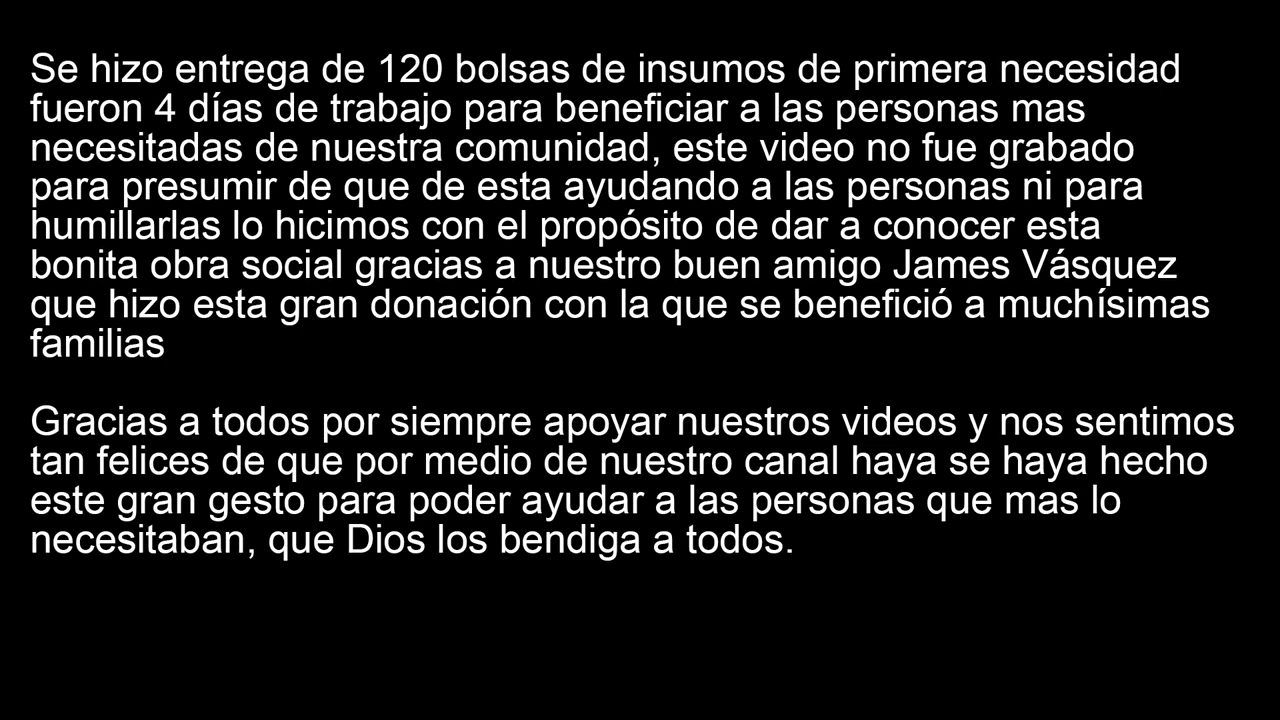 Se hizo entrega de 120 bolsas de insumos de primera necesidad
fueron 4 días de trabajo para beneficiar a las personas mas
necesitadas de nuestra comunidad, este video no fue grabado
para presumir de que de esta ayudando a las personas ni para
humillarlas lo hicimos con el propósito de dar a conocer esta
bonita obra social gracias a nuestro buen amigo James Vásquez
que hizo esta gran donación con la que se benefició a muchísimas
familias
Gracias a todos por siempre apoyar nuestros videos y nos sentimos
tan felices de que por medio de nuestro canal haya se haya hecho
este gran gesto para poder ayudar a las personas que mas lo
necesitaban, que Dios los bendiga a todos.